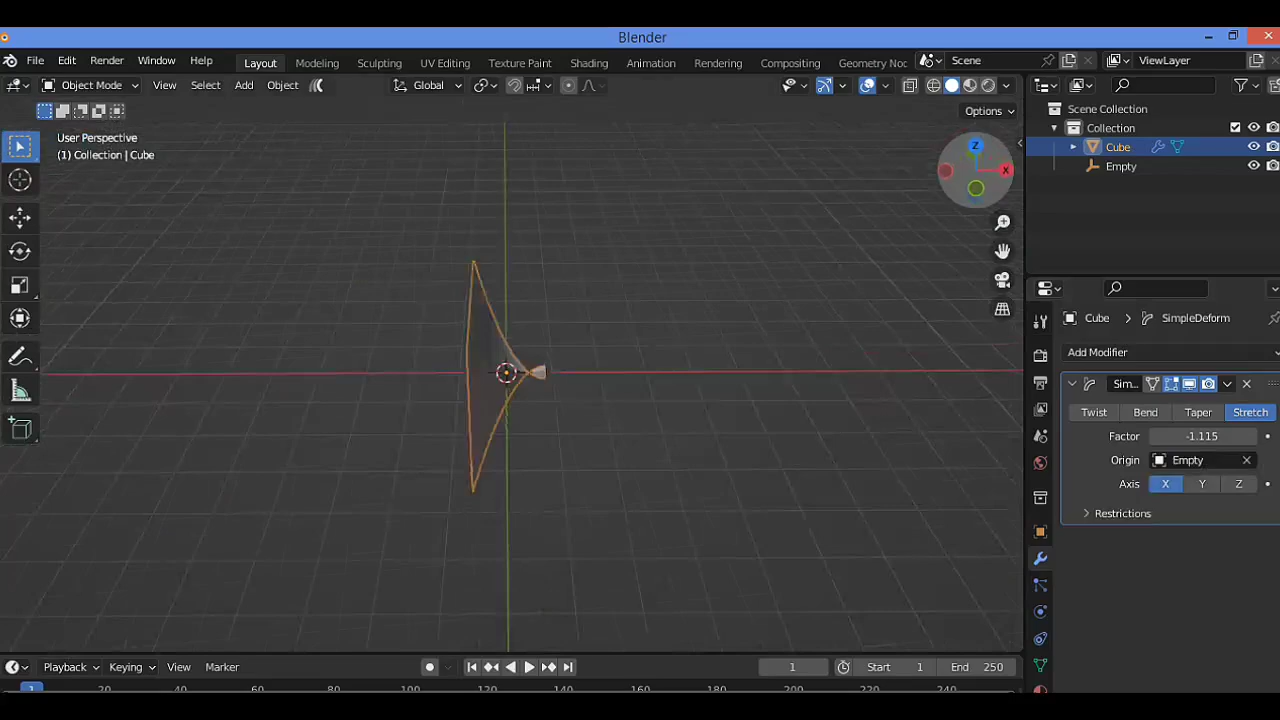 Blender
File Edit Render Window Help Layout Modeling Sculpting UV Editing Texture Paint Shading Animation Rendering Compositing Geometry Noc Scene ViewLayer
Object Mode View Select Add Object Global
Options
User Perspective
(1) Collection | Cube
Z
X
Scene Collection
Collection
Cube
Empty
Cube > SimpleDeform
Add Modifier
Sim...
Twist Bend Taper Stretch
Factor -1.115
Origin Empty
Axis X Y Z
Restrictions
Playback Keying View Marker 1 Start 1 End 250
1 20 40 60 80 100 120 140 160 180 200 220 240